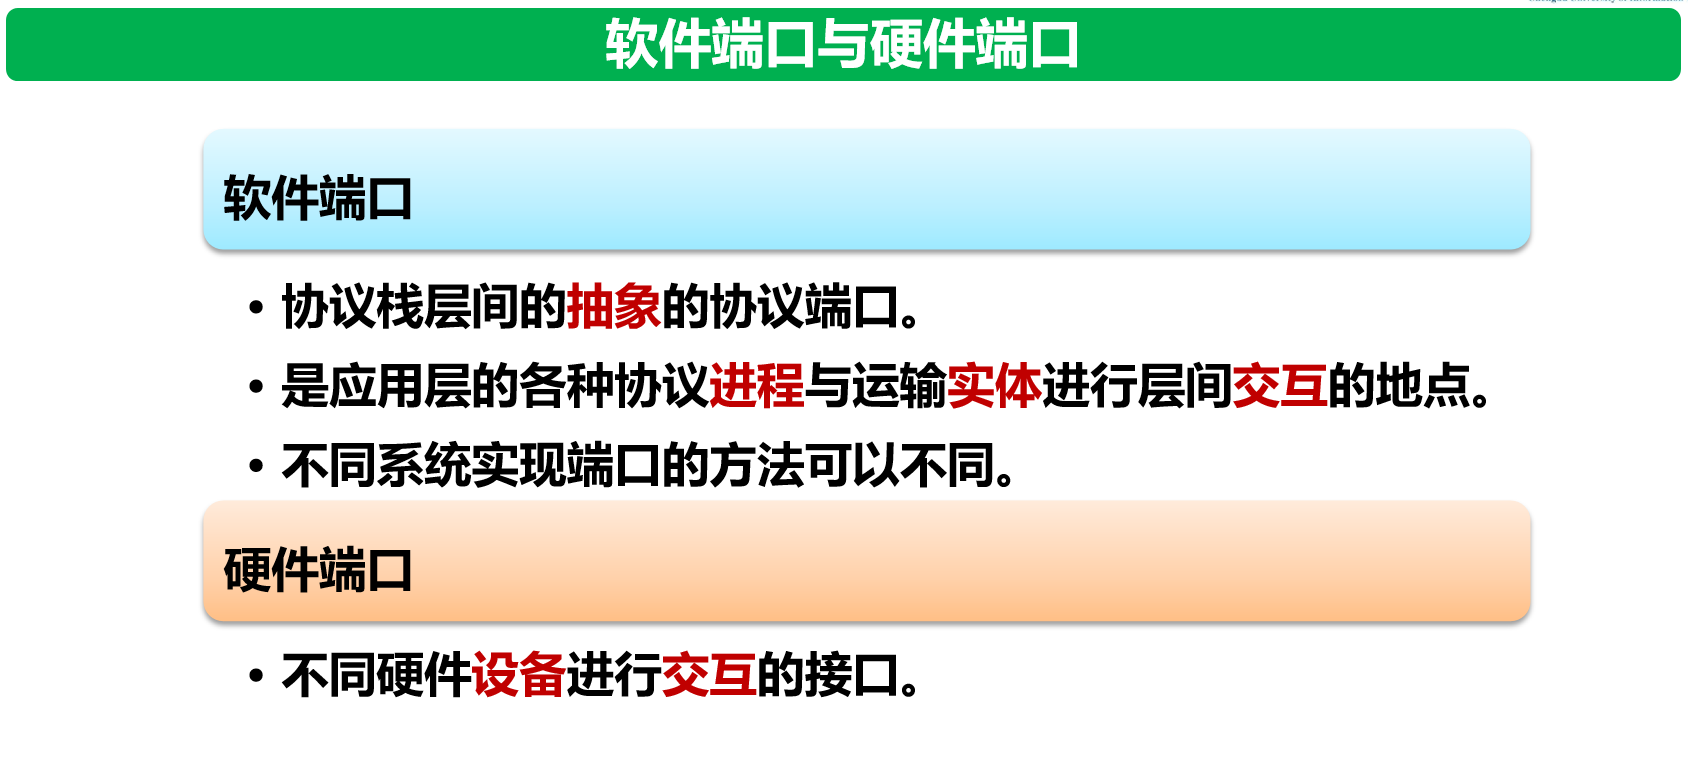 软件端口与硬件端口
软件端口
• 协议栈层间的抽象的协议端口。
• 是应用层的各种协议进程与运输实体进行层间交互的地点。
• 不同系统实现端口的方法可以不同。
硬件端口
• 不同硬件设备进行交互的接口。